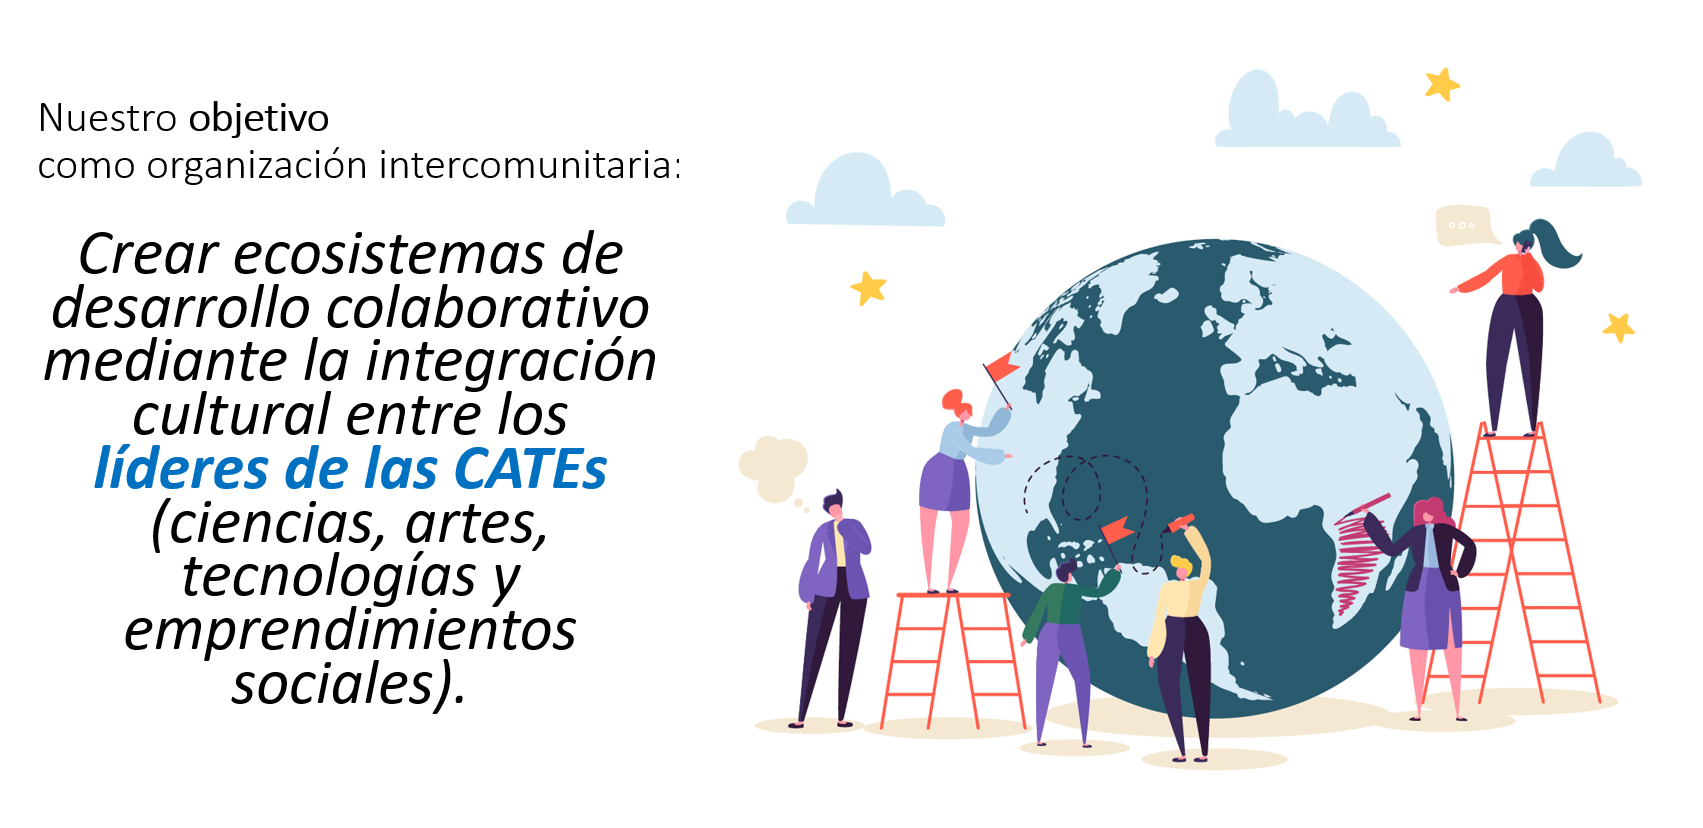 Nuestro objetivo
como organización intercomunitaria:
Crear ecosistemas de
desarrollo colaborativo
mediante la integración
cultural entre los
líderes de las CATEs
(ciencias, artes,
tecnologías y
emprendimientos
sociales).